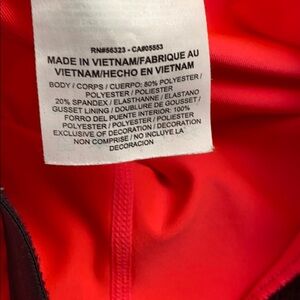 RN#56323 - CA#05553
MADE IN VIETNAM/FABRIQUE AU
VIETNAM/HECHO EN VIETNAM
BODY / CORPS / CUERPO: 80% POLYESTER /
POLYESTER / POLIESTER
20% SPANDEX / ELASTHANNE / ELASTANO
GUSSET LINING / DOUBLURE DE GOUSSET /
FORRO DEL PUENTE INTERIOR: 100%
POLYESTER / POLYESTER / POLIESTER
EXCLUSIVE OF DECORATION / DECORATION
NON COMPRISE / NO INCLUYE LA
DECORACION